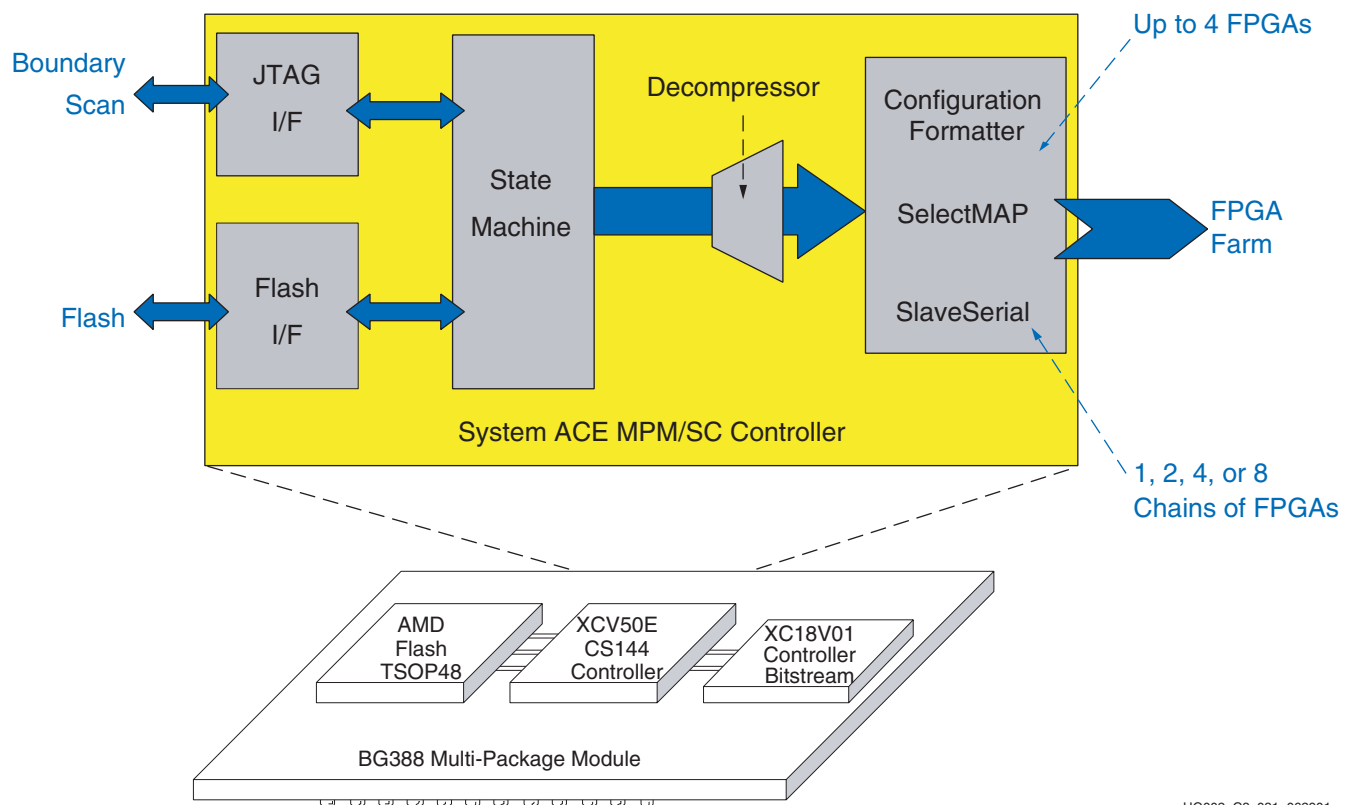 Up to 4 FPGAs
Boundary
Scan
JTAG
I/F
Decompressor
Configuration
Formatter
State
Machine
SelectMAP
FPGA
Farm
Flash
Flash
I/F
SlaveSerial
System ACE MPM/SC Controller
1, 2, 4, or 8
Chains of FPGAs
AMD
Flash
TSOP48
XCV50E
CS144
Controller
XC18V01
Controller
Bitstream
BG388 Multi-Package Module